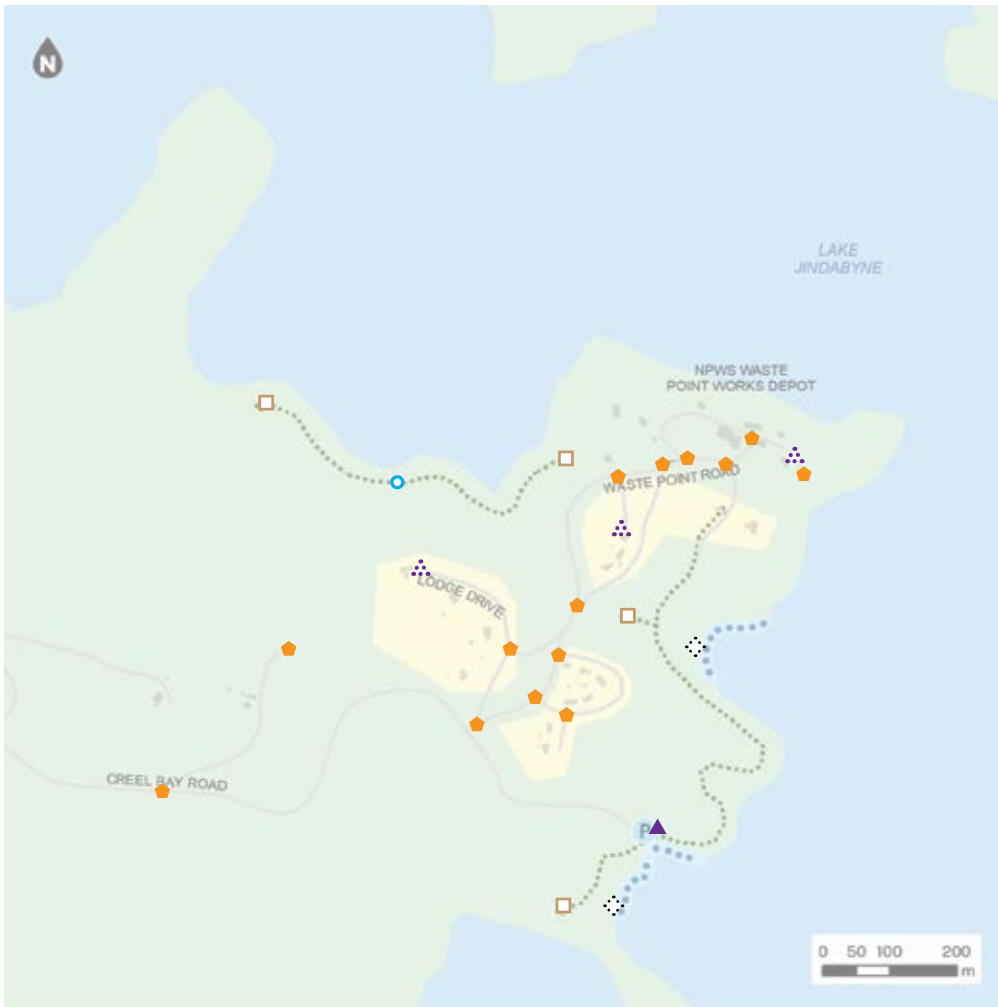 N
LAKE
JINDABYNE
NPWS WASTE
POINT WORKS DEPOT
WASTE POINT ROAD
LODGE DRIVE
CREEL BAY ROAD
P
0 50 100 200
m